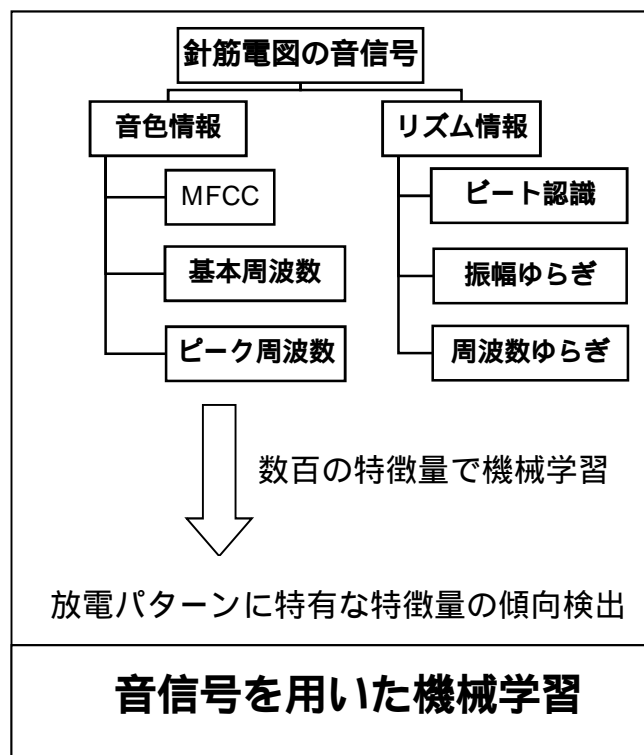 針筋電図の音信号
音色情報
MFCC
基本周波数
ピーク周波数
リズム情報
ビート認識
振幅ゆらぎ
周波数ゆらぎ
数百の特徴量で機械学習
放電パターンに特有な特徴量の傾向検出
音信号を用いた機械学習